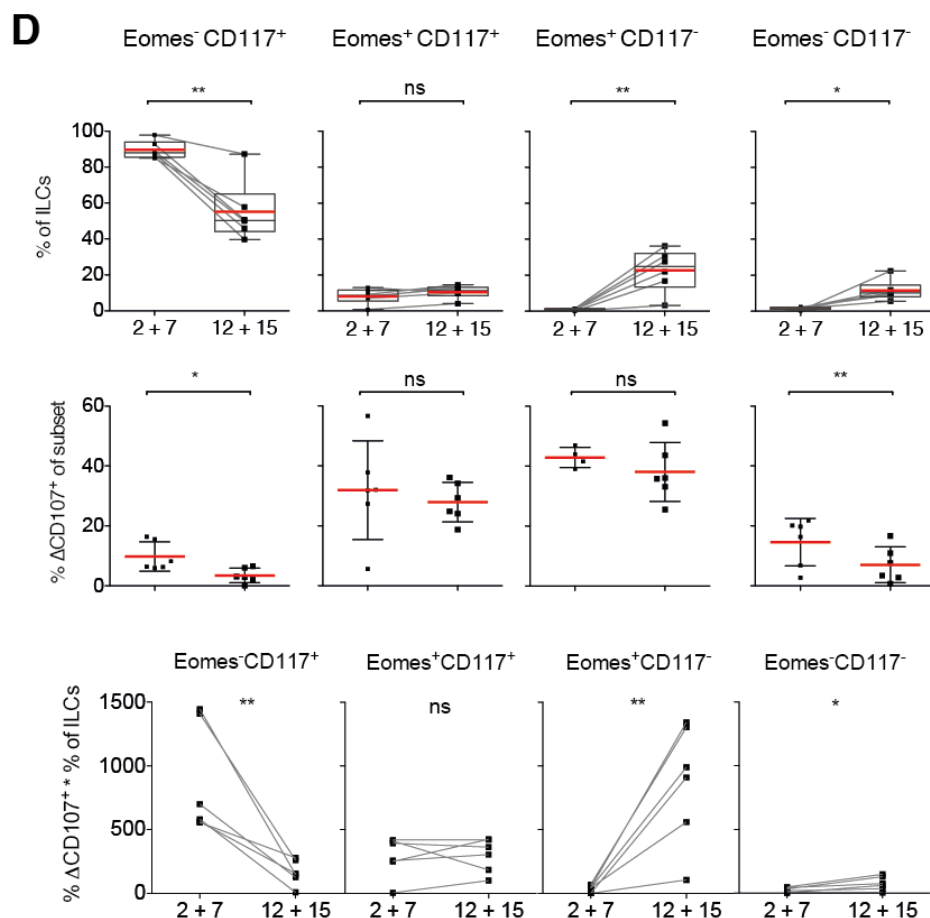 D
Eomes⁻ CD117⁺ Eomes⁺ CD117⁺ Eomes⁺ CD117⁻ Eomes⁻ CD117⁻
** ns ** *
% of ILCs
100
80
60
40
20
0
2 + 7 12 + 15 2 + 7 12 + 15 2 + 7 12 + 15 2 + 7 12 + 15
* ns ns **
% ΔCD107⁺ of subset
60
40
20
0
Eomes⁻CD117⁺ Eomes⁺CD117⁺ Eomes⁺CD117⁻ Eomes⁻CD117⁻
** ns ** *
% ΔCD107⁺ * % of ILCs
1500
1000
500
0
2 + 7 12 + 15 2 + 7 12 + 15 2 + 7 12 + 15 2 + 7 12 + 15